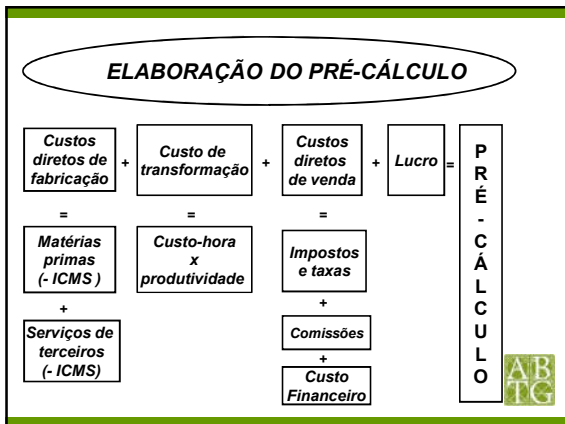 ELABORAÇÃO DO PRÉ-CÁLCULO
Custos
diretos de
fabricação
+
Custo de
transformação
+
Custos
diretos
de venda
+
Lucro
=
P
R
É
-
C
Á
L
C
U
L
O
=
=
=
Matérias
primas
(- ICMS )
Custo-hora
x
produtividade
Impostos
e taxas
+
+
Serviços de
terceiros
(- ICMS)
Comissões
+
Custo
Financeiro
AB
TG